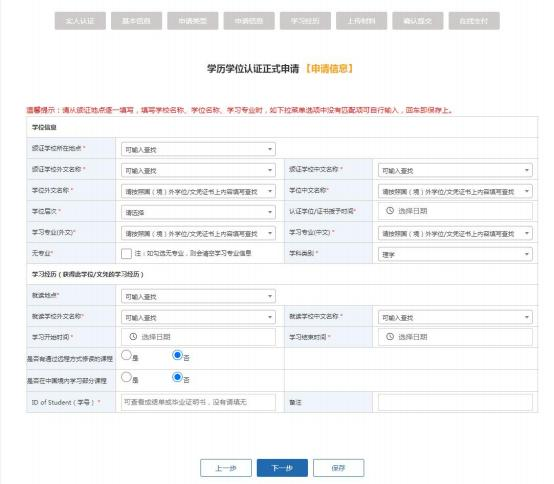 实人认证 基本信息 申请类型 申请信息 学习经历 上传材料 确认提交 在线支付
学历学位认证正式申请【申请信息】
温馨提示：请从颁证地点逐一填写，填写学校名称、学位名称、学习专业时，如下拉菜单选项中没有匹配项可自行输入，回车即保存上。
学位信息
颁证学校所在地点 * 可输入查找
颁证学校外文名称 * 可输入查找 颁证学校中文名称 * 可输入查找
学位外文名称 * 请按照国（境）外学位/文凭证书上内容填写查找 学位中文名称* 请按照国（境）外学位/文凭证书上内容填写查找
学位层次 * 请选择 认证学位/证书授予时间* 选择日期
学习专业(外文) * 请按照国（境）外学位/文凭证书上内容填写查找 学习专业(中文) * 请按照国（境）外学位/文凭证书上内容填写查找
无专业* 注：如勾选无专业，则会清空学习专业信息 学科类别 * 理学
学习经历（获得此学位/文凭的学习经历）
就读地点* 可输入查找
就读学校外文名称 * 可输入查找 就读学校中文名称 * 可输入查找
学习开始时间 * 选择日期 学习结束时间 * 选择日期
是否有通过远程方式修读的课程 是 否
是否在中国境内学习部分课程 是 否
ID of Student（学号） * 可查看成绩单或毕业证明书，没有请填无 备注
上一步 下一步 保存